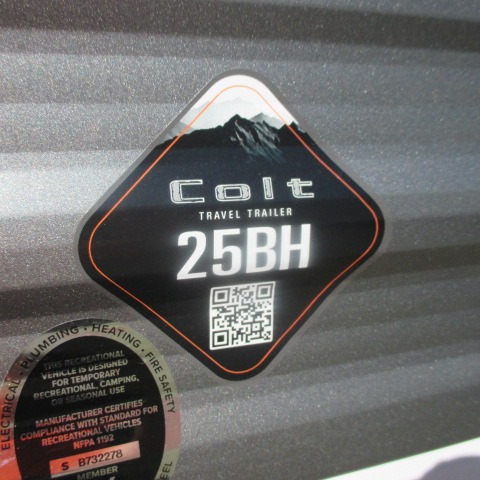 Colt
TRAVEL TRAILER
25BH
ELECTRICAL • PLUMBING • HEATING • FIRE SAFETY
THIS RECREATIONAL
VEHICLE IS DESIGNED
FOR TEMPORARY
RECREATIONAL, CAMPING,
OR SEASONAL USE
MANUFACTURER CERTIFIES
COMPLIANCE WITH STANDARD FOR
RECREATIONAL VEHICLES
NFPA 1192
S B732278
MEMBER